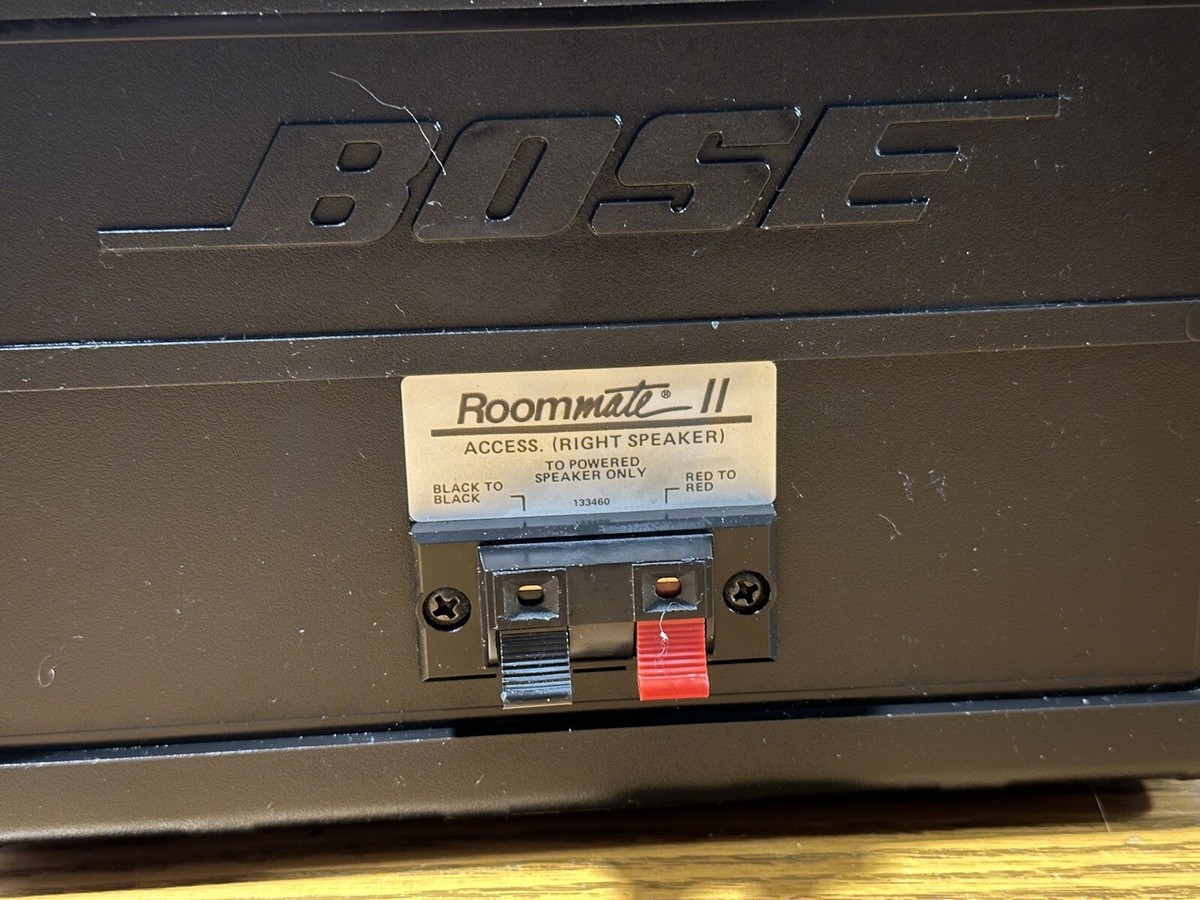 BOSE
Roommate® II
ACCESS. (RIGHT SPEAKER)
TO POWERED
SPEAKER ONLY
BLACK TO
BLACK
RED TO
RED
133460